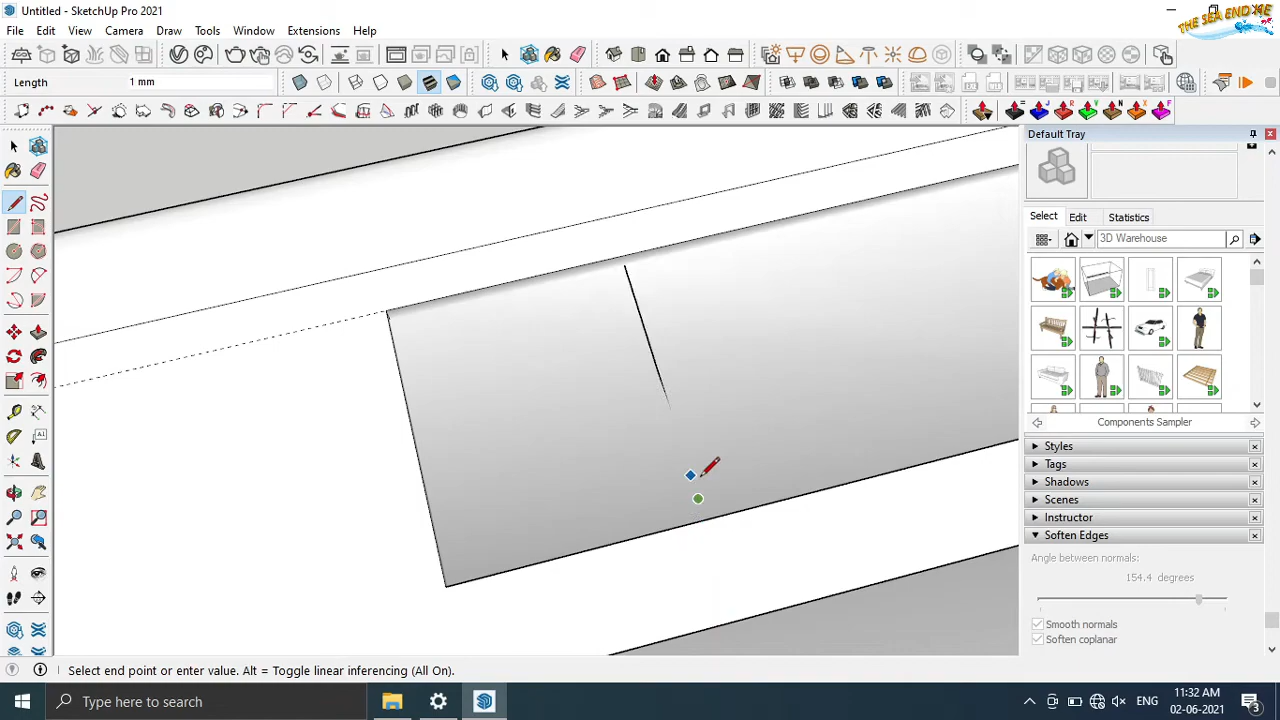 Untitled - SketchUp Pro 2021
THE SEA END ME
File Edit View Camera Draw Tools Window Extensions Help
Length 1 mm
Default Tray
Select Edit Statistics
3D Warehouse
Components Sampler
Styles
Tags
Shadows
Scenes
Instructor
Soften Edges
Angle between normals:
154.4 degrees
Smooth normals
Soften coplanar
Select end point or enter value. Alt = Toggle linear inferencing (All On).
Type here to search
ENG
11:32 AM
02-06-2021
3